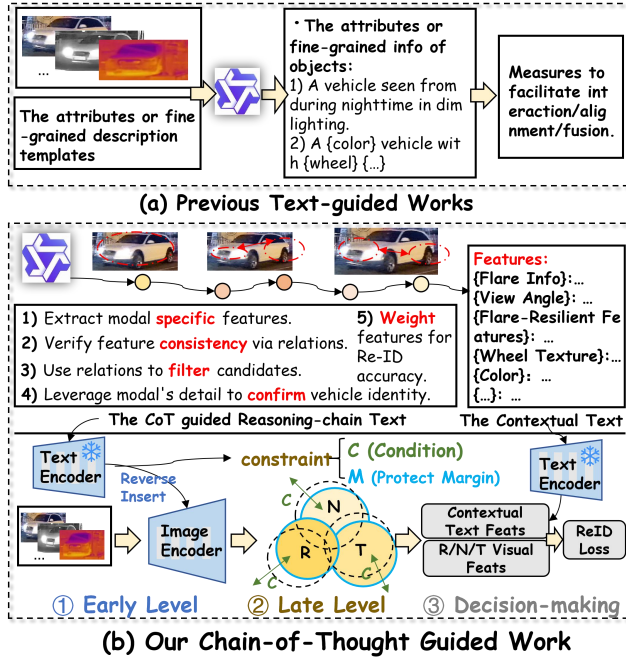 ...
The attributes or fine
-grained description
templates
· The attributes or
fine-grained info of
objects:
1) A vehicle seen from
during nighttime in dim
lighting.
2) A {color} vehicle wit
h {wheel} {…}
Measures to
facilitate int
eraction/alig
nment/fusion.
(a) Previous Text-guided Works
1) Extract modal specific features.
2) Verify feature consistency via relations.
3) Use relations to filter candidates.
4) Leverage modal's detail to confirm vehicle identity.
5) Weight
features for
Re-ID
accuracy.
Features:
{Flare Info}:…
{View Angle}: …
{Flare-Resilient Fe
atures}: …
{Wheel Texture}:…
{Color}: …
{…}: …
The CoT guided Reasoning-chain Text
The Contextual Text
Text
Encoder
Reverse
Insert
constraint
C (Condition)
M (Protect Margin)
Text
Encoder
...
Image
Encoder
C
N
R
T
C
C
Contextual
Text Feats
R/N/T Visual
Feats
ReID
Loss
① Early Level
② Late Level
③ Decision-making
(b) Our Chain-of-Thought Guided Work